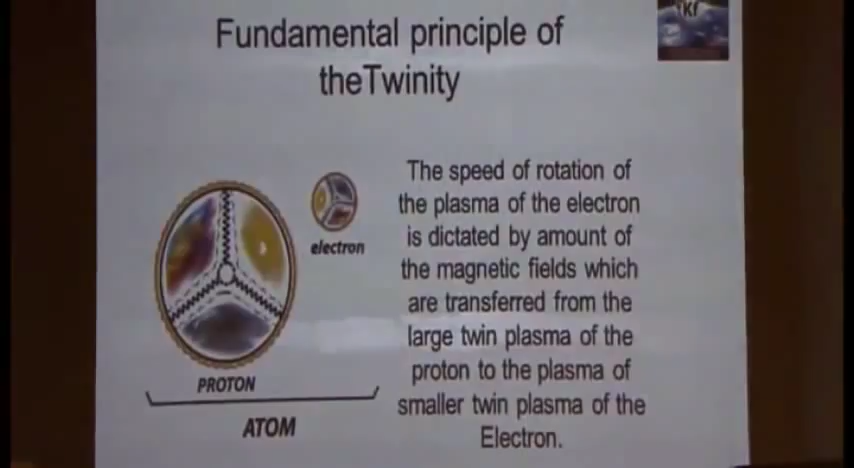 Fundamental principle of
theTwinity
Kf
The speed of rotation of
the plasma of the electron
is dictated by amount of
the magnetic fields which
are transferred from the
large twin plasma of the
proton to the plasma of
smaller twin plasma of the
Electron.
electron
PROTON
ATOM